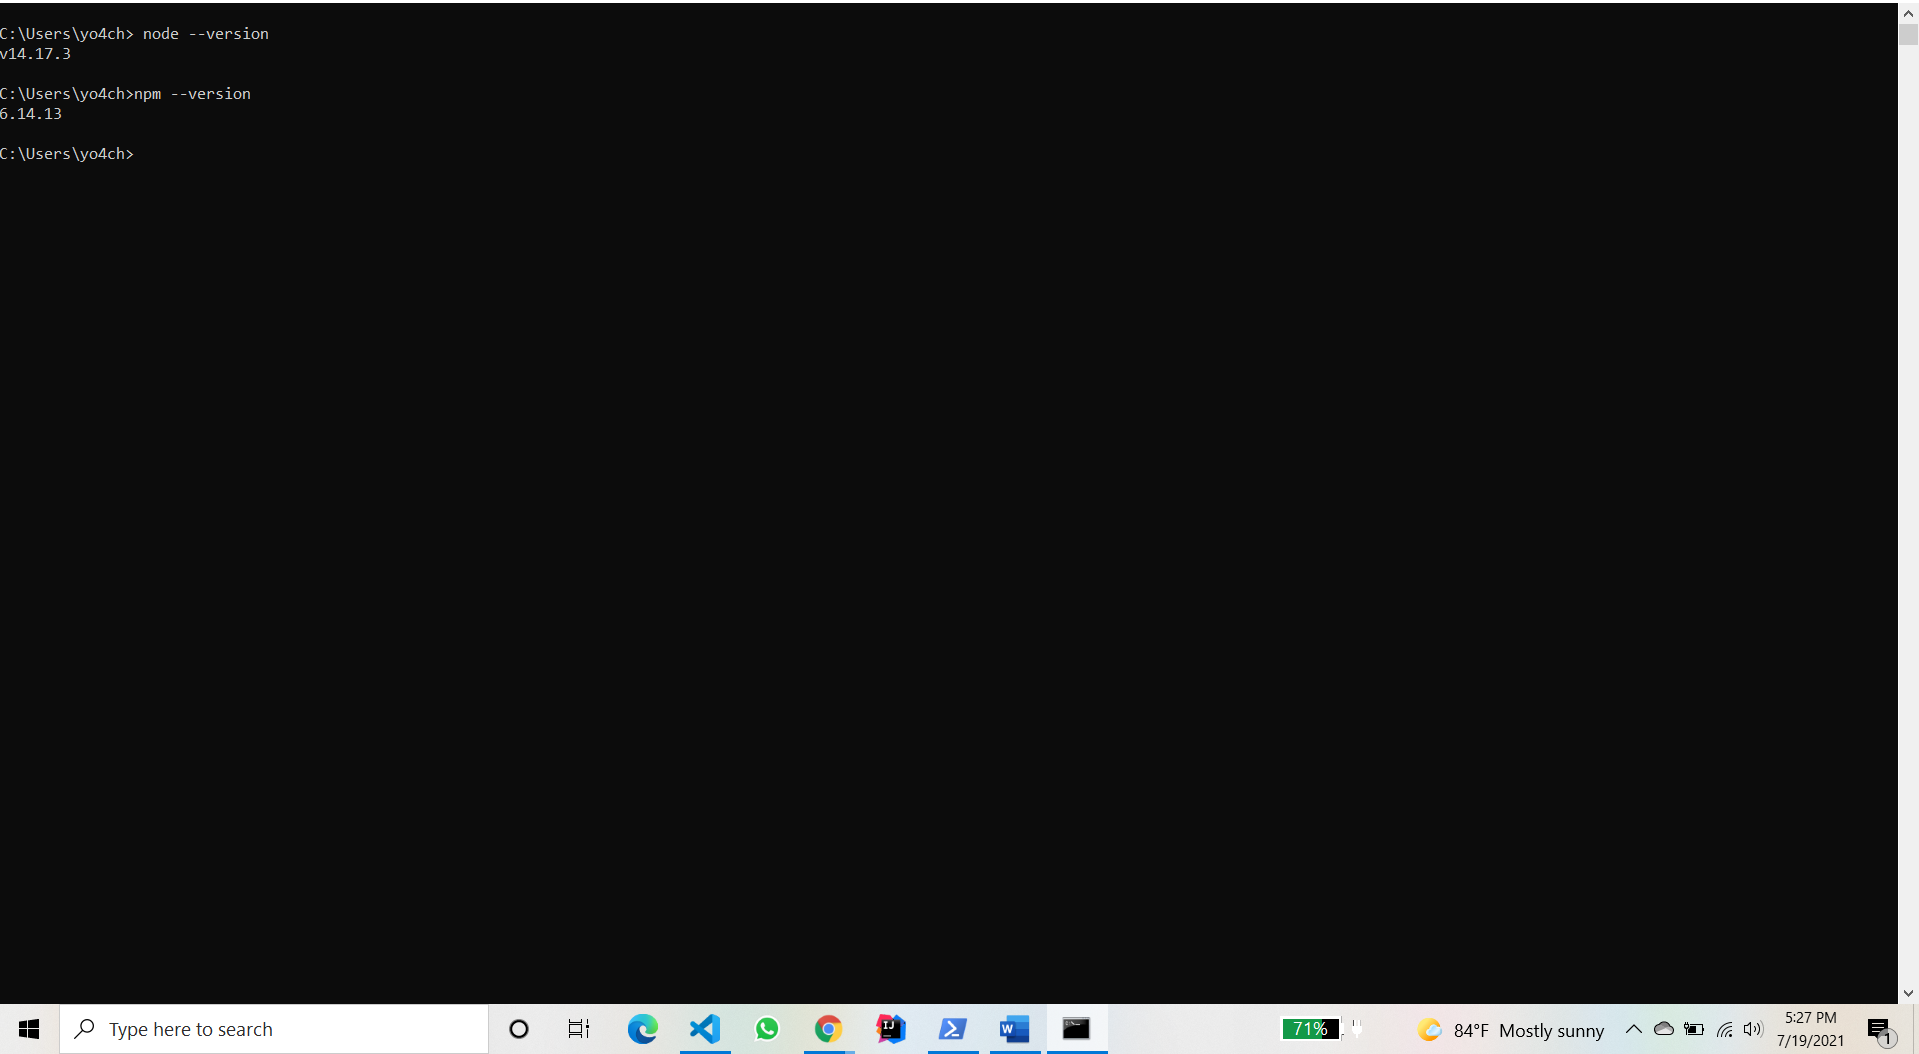 C:\Users\yo4ch> node --version
v14.17.3
C:\Users\yo4ch>npm --version
6.14.13
C:\Users\yo4ch>
Type here to search
IJ
W
C:\
71%
84°F Mostly sunny
5:27 PM
7/19/2021
1